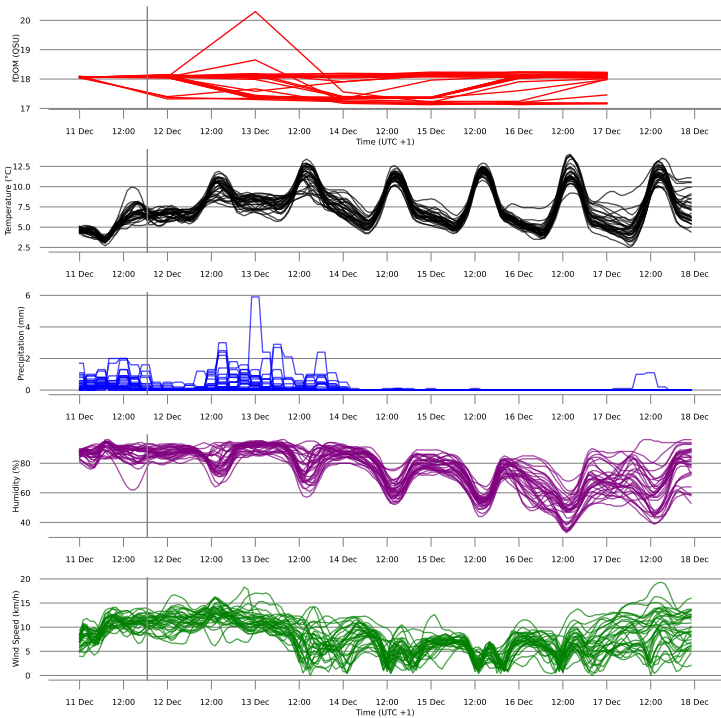 fDOM (QSU)
20
19
18
17
11 Dec 12:00 12 Dec 12:00 13 Dec 12:00 14 Dec 12:00 15 Dec 12:00 16 Dec 12:00 17 Dec 12:00 18 Dec
Time (UTC +1)
Temperature (°C)
12.5
10.0
7.5
5.0
2.5
11 Dec 12:00 12 Dec 12:00 13 Dec 12:00 14 Dec 12:00 15 Dec 12:00 16 Dec 12:00 17 Dec 12:00 18 Dec
Precipitation (mm)
6
4
2
0
11 Dec 12:00 12 Dec 12:00 13 Dec 12:00 14 Dec 12:00 15 Dec 12:00 16 Dec 12:00 17 Dec 12:00 18 Dec
Humidity (%)
80
60
40
11 Dec 12:00 12 Dec 12:00 13 Dec 12:00 14 Dec 12:00 15 Dec 12:00 16 Dec 12:00 17 Dec 12:00 18 Dec
Wind Speed (km/h)
20
15
10
5
0
11 Dec 12:00 12 Dec 12:00 13 Dec 12:00 14 Dec 12:00 15 Dec 12:00 16 Dec 12:00 17 Dec 12:00 18 Dec
Time (UTC +1)